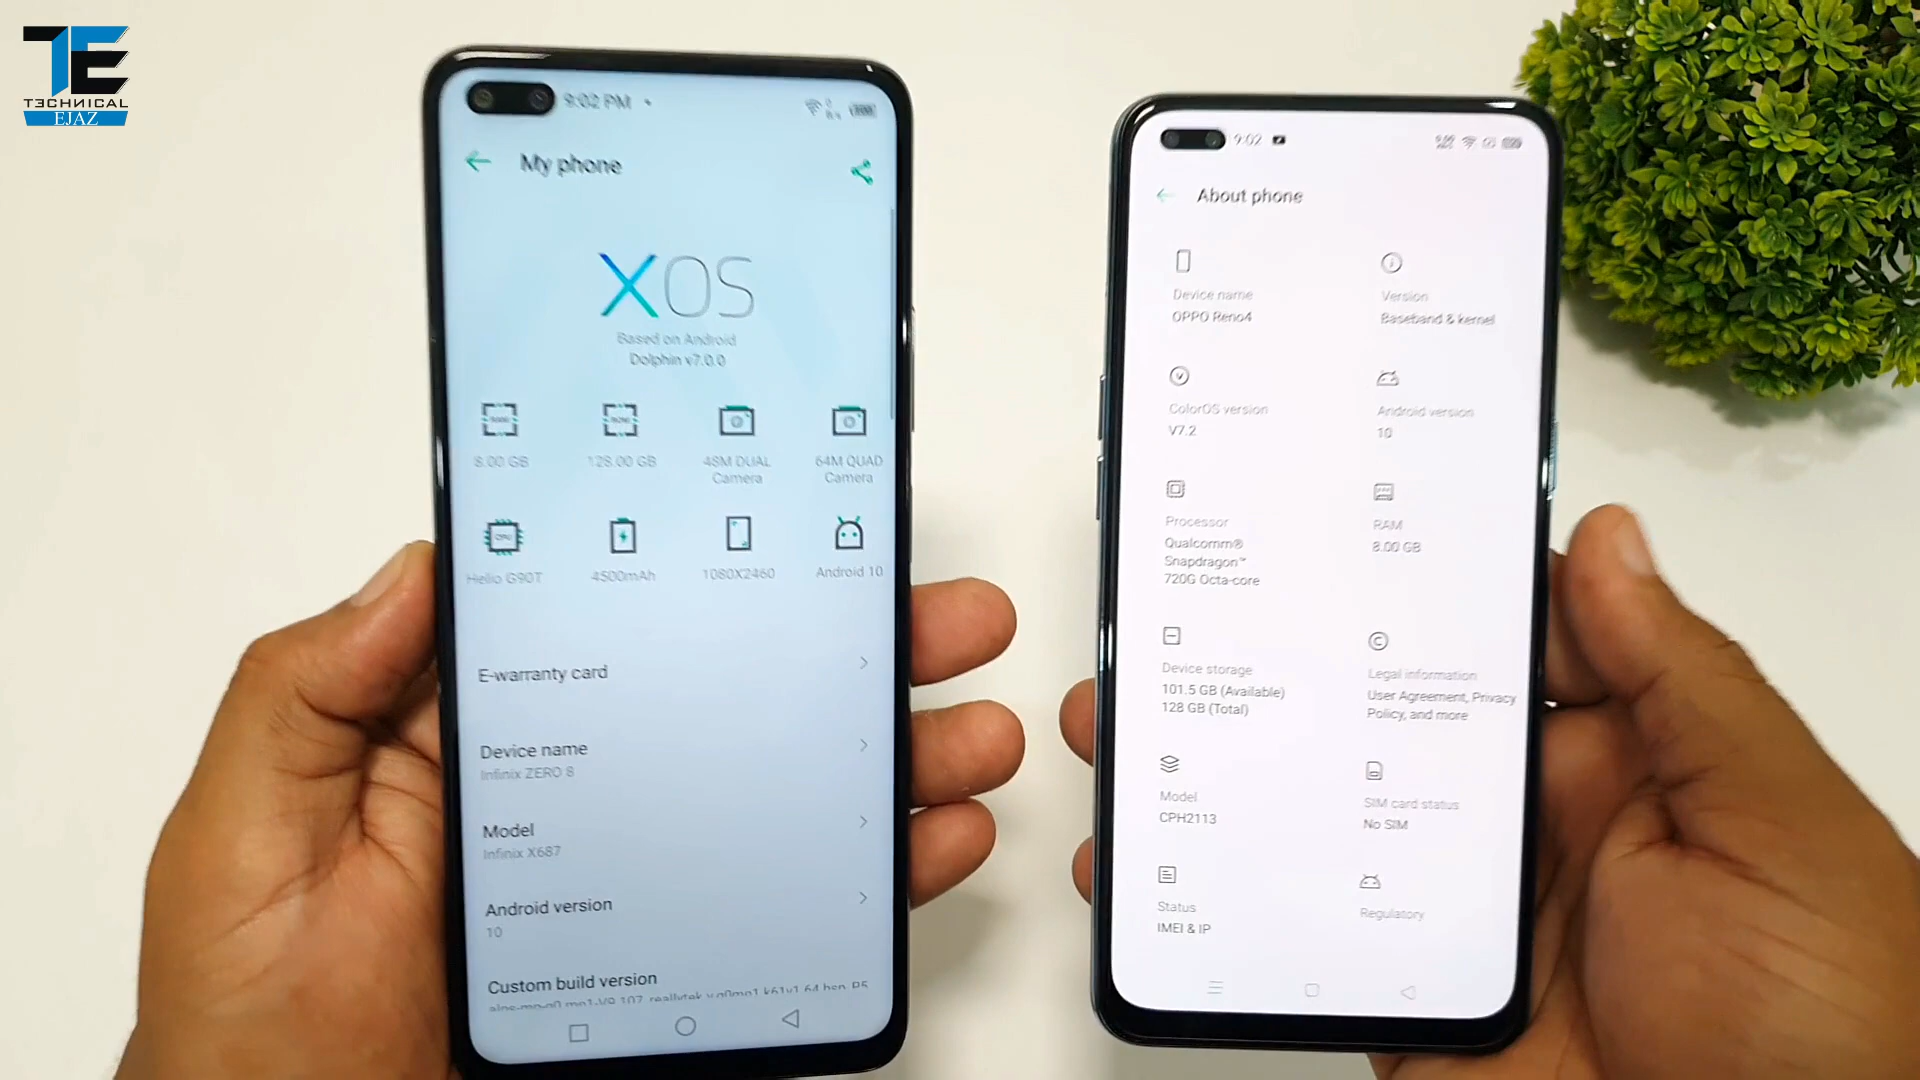 TECHNICAL
EJAZ
9:02 PM
My phone
XOS
Based on Android
Dolphin v7.0.0
8.00 GB
128.00 GB
48M DUAL
Camera
64M QUAD
Camera
CPU
Helio G90T
4500mAh
1080X2460
Android 10
E-warranty card
Device name
Infinix ZERO 8
Model
Infinix X687
Android version
10
Custom build version
9:02
About phone
Device name
OPPO Reno4
Version
Baseband & kernel
ColorOS version
V7.2
Android version
10
Processor
Qualcomm®
Snapdragon™
720G Octa-core
RAM
8.00 GB
Device storage
101.5 GB (Available)
128 GB (Total)
Legal information
User Agreement, Privacy
Policy, and more
Model
CPH2113
SIM card status
No SIM
Status
IMEI & IP
Regulatory